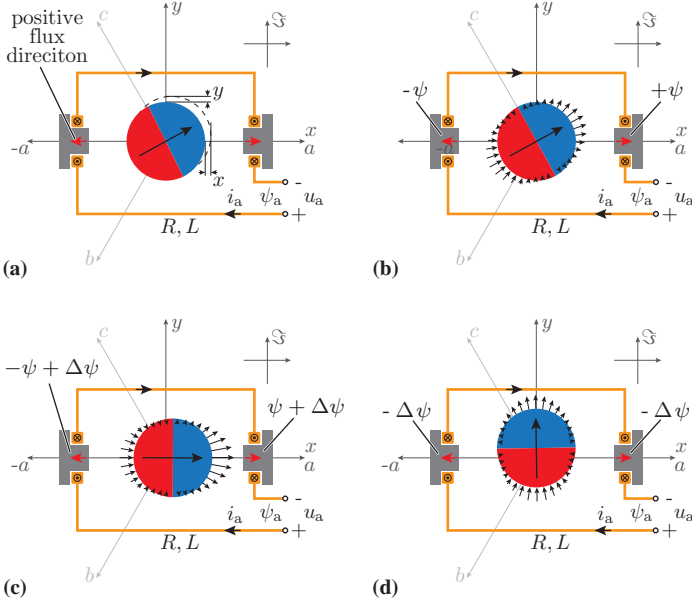 positive
flux
direciton
c
y
ℑ
y
x
-a
x
a
b
i_a
ψ_a
-
u_a
+
R, L
(a)
c
y
ℑ
-ψ
+ψ
-a
x
a
b
i_a
ψ_a
-
u_a
+
R, L
(b)
c
y
ℑ
-ψ + Δψ
ψ + Δψ
-a
x
a
b
i_a
ψ_a
-
u_a
+
R, L
(c)
c
y
ℑ
- Δψ
- Δψ
-a
x
a
b
i_a
ψ_a
-
u_a
+
R, L
(d)